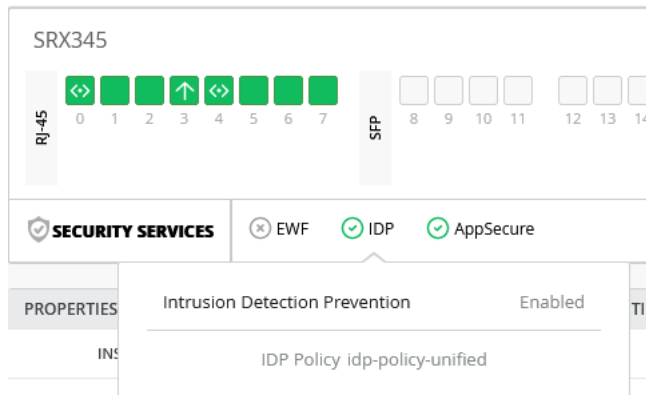 SRX345
RJ-45
0 1 2 3 4 5 6 7
SFP
8 9 10 11 12 13
SECURITY SERVICES
EWF
IDP
AppSecure
PROPERTIES
Intrusion Detection Prevention Enabled
IDP Policy idp-policy-unified